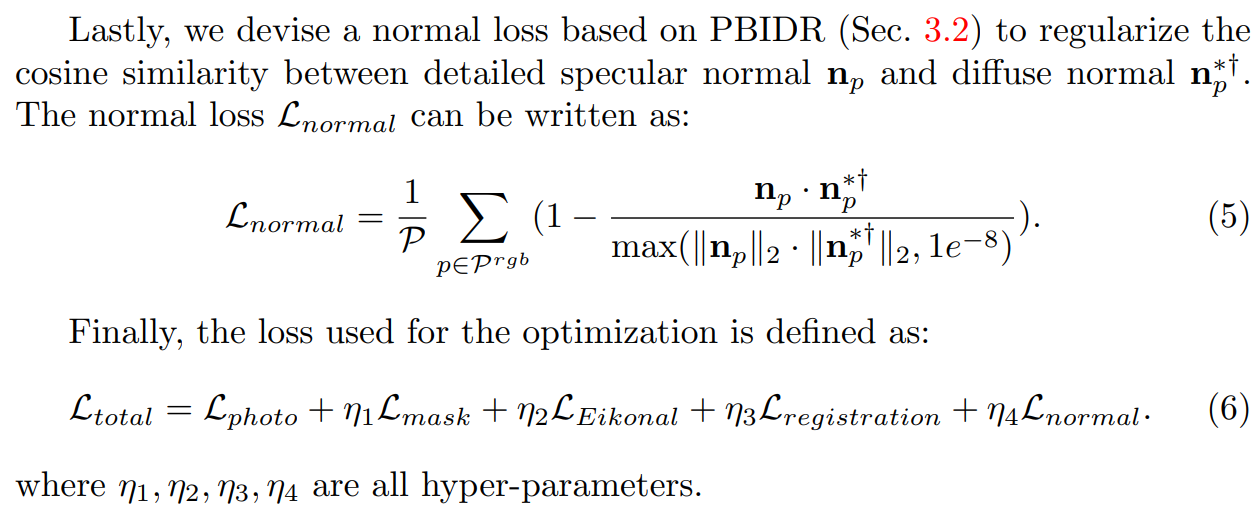 Lastly, we devise a normal loss based on PBIDR (Sec. 3.2) to regularize the
cosine similarity between detailed specular normal $\mathbf{n}_p$ and diffuse normal $\mathbf{n}_p^{*\dagger}$.
The normal loss $\mathcal{L}_{normal}$ can be written as:
$\mathcal{L}_{normal} = \frac{1}{\mathcal{P}} \sum_{p \in \mathcal{P}^{rgb}} (1 - \frac{\mathbf{n}_p \cdot \mathbf{n}_p^{*\dagger}}{\max(\|\mathbf{n}_p\|_2 \cdot \|\mathbf{n}_p^{*\dagger}\|_2, 1e^{-8})}).$ (5)
Finally, the loss used for the optimization is defined as:
$\mathcal{L}_{total} = \mathcal{L}_{photo} + \eta_1 \mathcal{L}_{mask} + \eta_2 \mathcal{L}_{Eikonal} + \eta_3 \mathcal{L}_{registration} + \eta_4 \mathcal{L}_{normal}.$ (6)
where $\eta_1, \eta_2, \eta_3, \eta_4$ are all hyper-parameters.